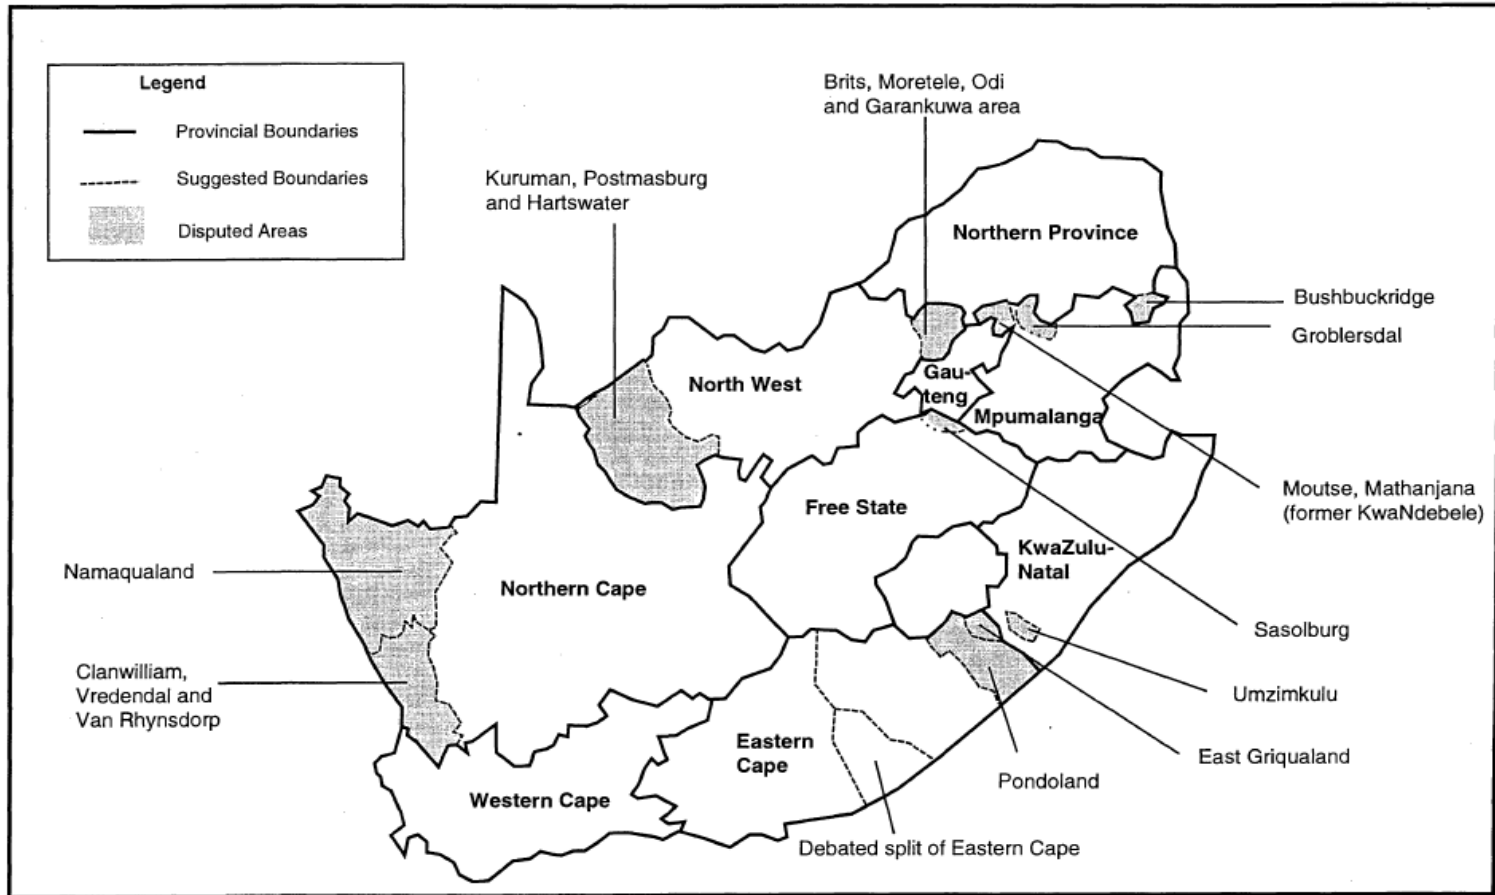 Legend
Provincial Boundaries
Suggested Boundaries
Disputed Areas
Brits, Moretele, Odi
and Garankuwa area
Kuruman, Postmasburg
and Hartswater
Northern Province
Bushbuckridge
Groblersdal
North West
Gau-
teng
Mpumalanga
Moutse, Mathanjana
(former KwaNdebele)
Free State
KwaZulu-
Natal
Namaqualand
Northern Cape
Sasolburg
Clanwilliam,
Vredendal and
Van Rhynsdorp
Umzimkulu
Eastern
Cape
East Griqualand
Pondoland
Western Cape
Debated split of Eastern Cape